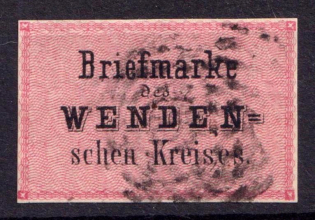 Briefmarke
des
WENDEN=
schen Kreises.